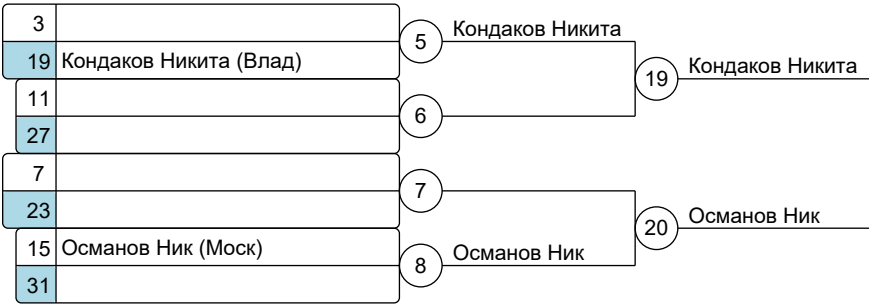 3
5 Кондаков Никита
19 Кондаков Никита (Влад)
19 Кондаков Никита
11
6
27
7
7
23
20 Османов Ник
15 Османов Ник (Моск)
8 Османов Ник
31